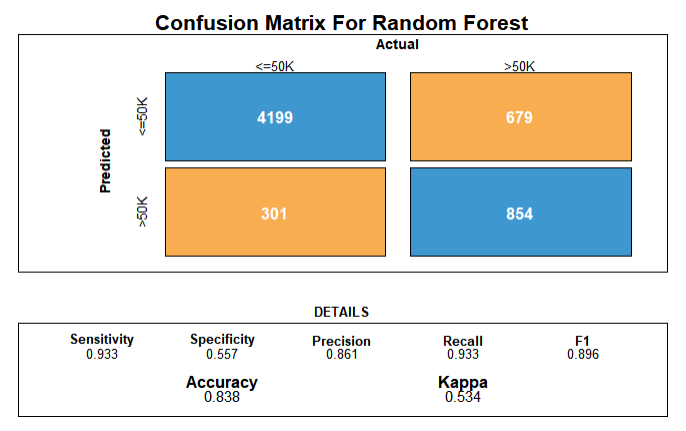 Confusion Matrix For Random Forest
Actual
<=50K >50K
Predicted
<=50K 4199 679
>50K 301 854
DETAILS
Sensitivity Specificity Precision Recall F1
0.933 0.557 0.861 0.933 0.896
Accuracy Kappa
0.838 0.534